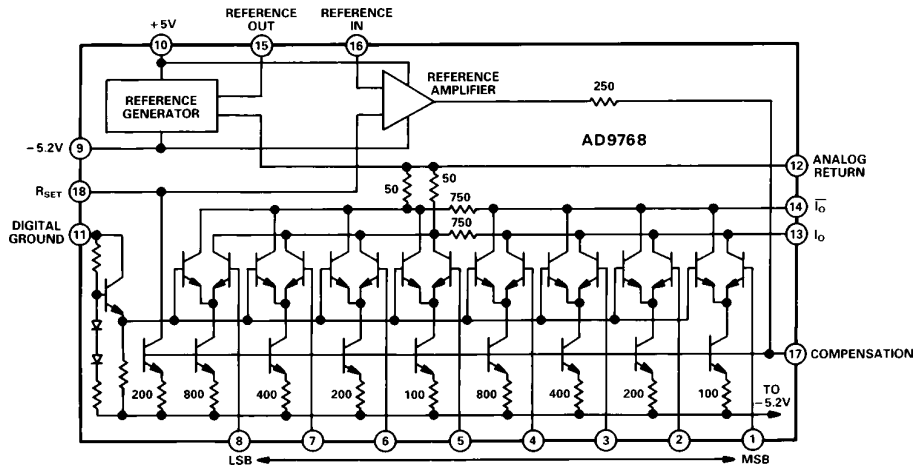 REFERENCE OUT
REFERENCE IN
+5V
10
15
16
REFERENCE GENERATOR
REFERENCE AMPLIFIER
250
AD9768
-5.2V
9
12
ANALOG RETURN
50
50
RSET
18
750
14
IO
DIGITAL GROUND
11
750
13
IO
17
COMPENSATION
200
800
400
200
100
800
400
200
100
TO -5.2V
8
7
6
5
4
3
2
1
LSB
MSB